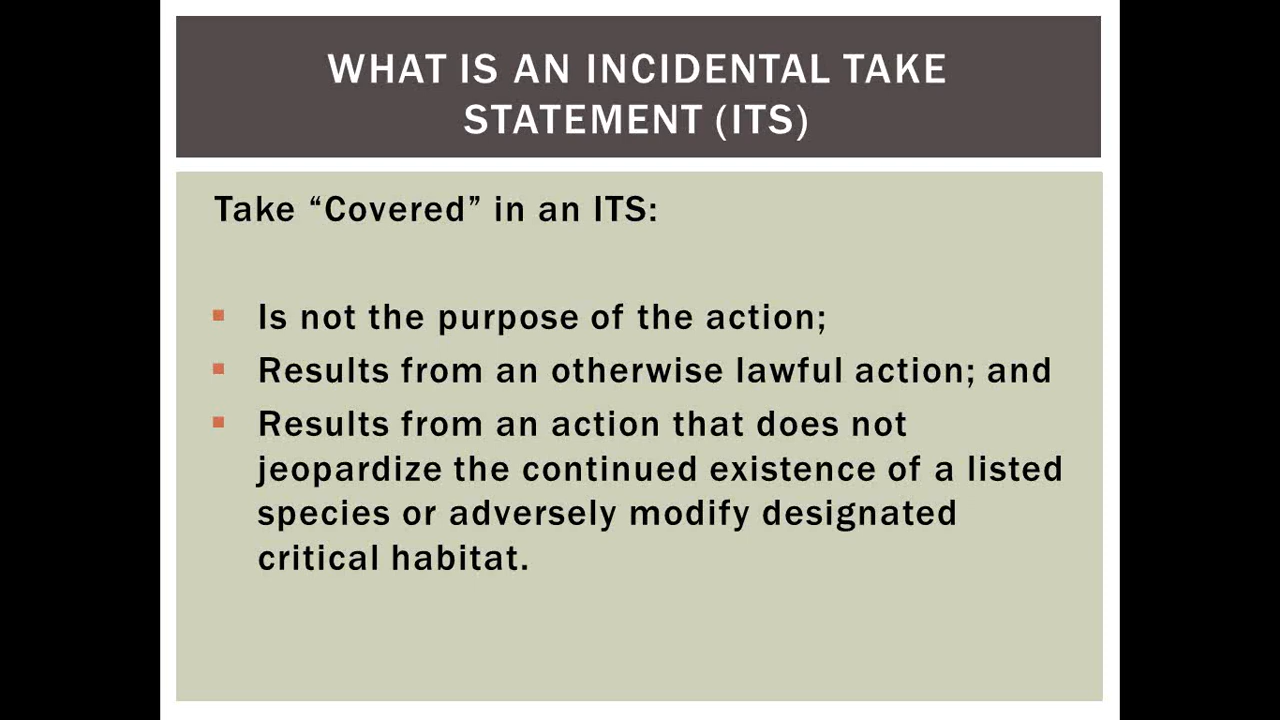 WHAT IS AN INCIDENTAL TAKE
STATEMENT (ITS)
Take “Covered” in an ITS:
▪ Is not the purpose of the action;
▪ Results from an otherwise lawful action; and
▪ Results from an action that does not
jeopardize the continued existence of a listed
species or adversely modify designated
critical habitat.